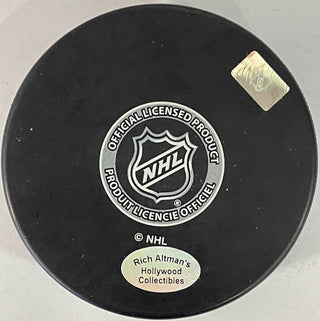 OFFICIAL LICENSED PRODUCT
NHL
®
PRODUIT LICENCIÉ OFFICIEL
© NHL
Rich Altman's
Hollywood
Collectibles